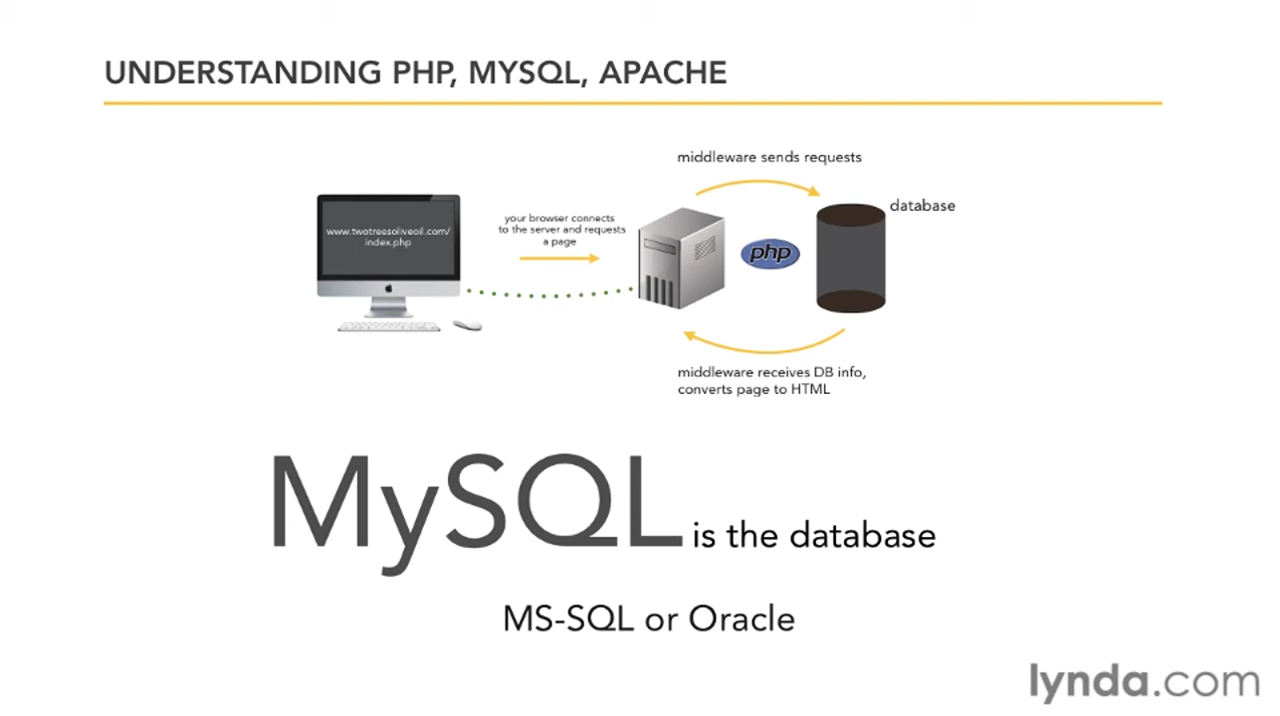 UNDERSTANDING PHP, MYSQL, APACHE
middleware sends requests
database
www.twotreesoliveoil.com/
index.php
your browser connects
to the server and requests
a page
php
middleware receives DB info,
converts page to HTML
MySQL is the database
MS-SQL or Oracle
lynda.com